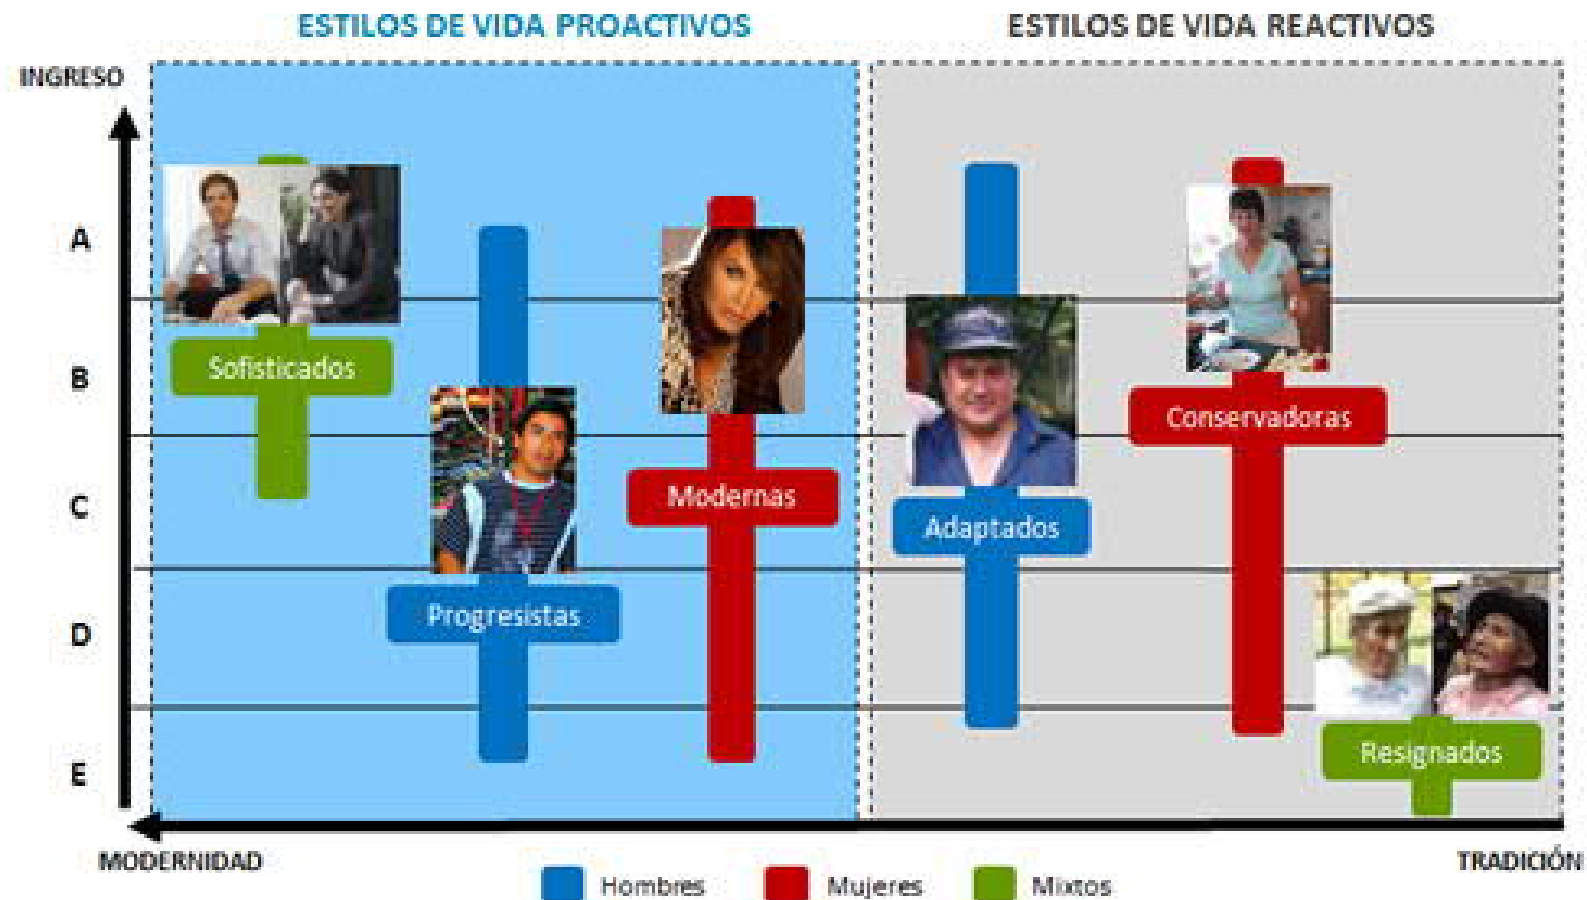 ESTILOS DE VIDA PROACTIVOS
ESTILOS DE VIDA REACTIVOS
INGRESO
A
B
C
D
E
Sofisticados
Progresistas
Modernas
Adaptados
Conservadoras
Resignados
MODERNIDAD
TRADICIÓN
Hombres
Mujeres
Mixtos